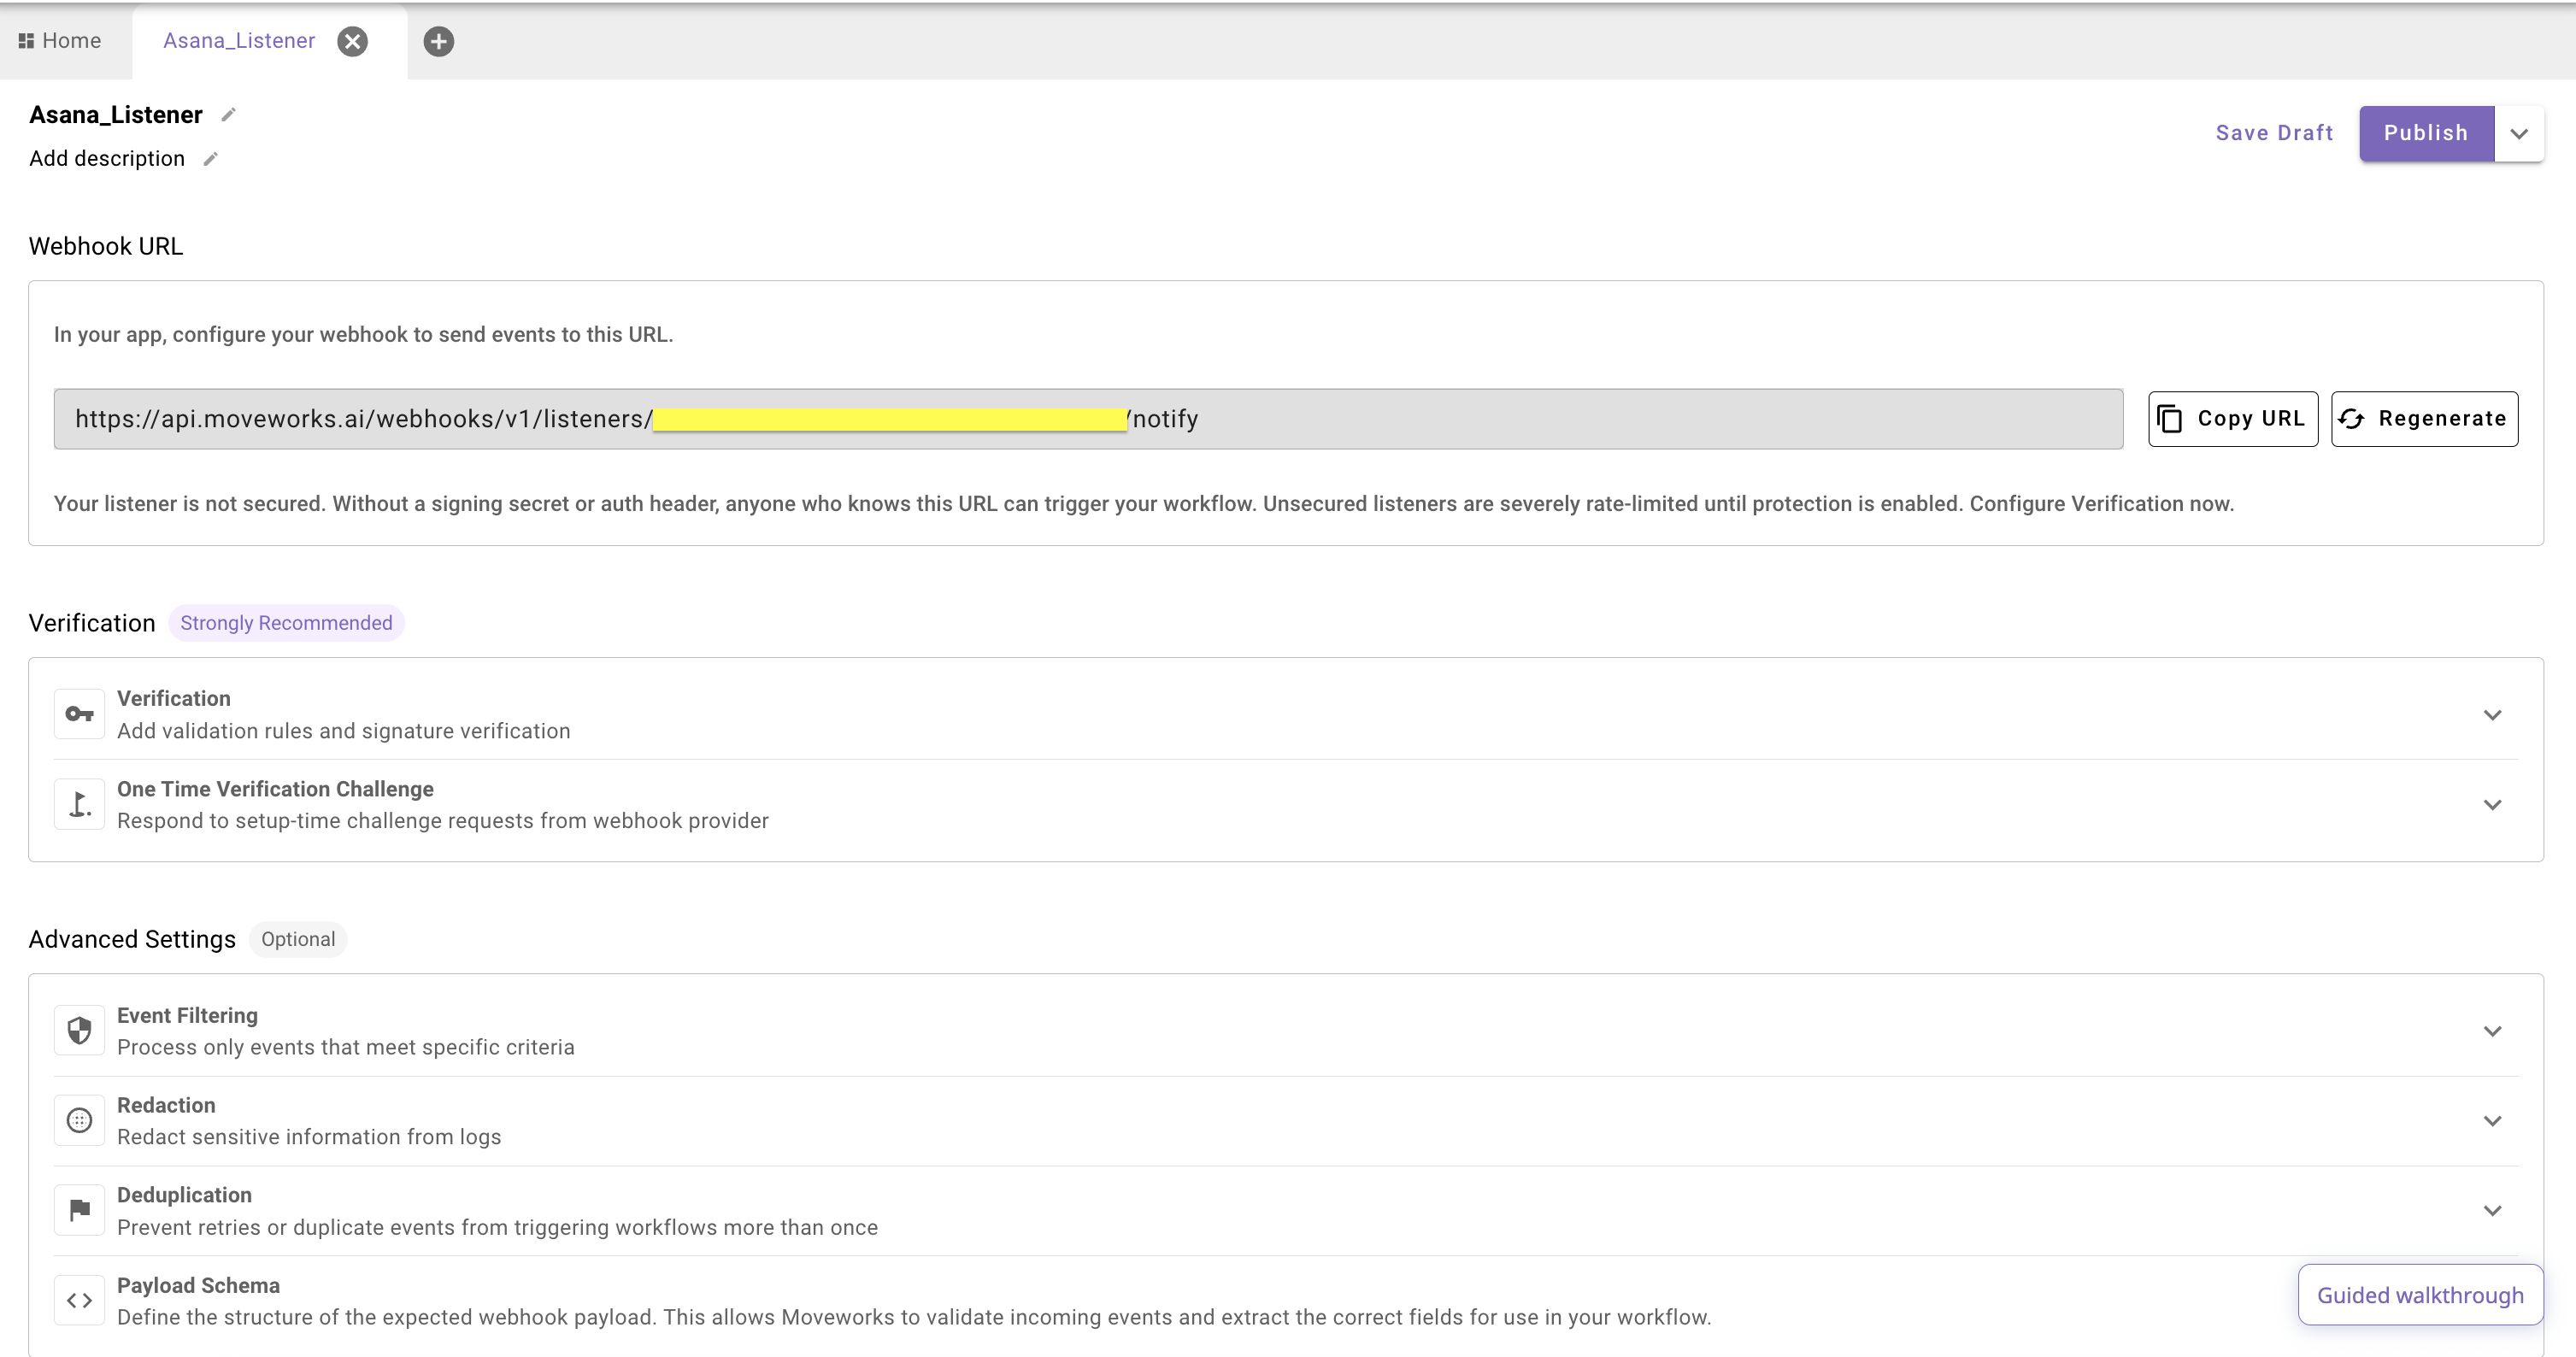 Home
Asana_Listener
Asana_Listener
Add description
Save Draft
Publish
Webhook URL
In your app, configure your webhook to send events to this URL.
https://api.moveworks.ai/webhooks/v1/listeners/ /notify
Copy URL
Regenerate
Your listener is not secured. Without a signing secret or auth header, anyone who knows this URL can trigger your workflow. Unsecured listeners are severely rate-limited until protection is enabled. Configure Verification now.
Verification
Strongly Recommended
Verification
Add validation rules and signature verification
One Time Verification Challenge
Respond to setup-time challenge requests from webhook provider
Advanced Settings
Optional
Event Filtering
Process only events that meet specific criteria
Redaction
Redact sensitive information from logs
Deduplication
Prevent retries or duplicate events from triggering workflows more than once
Payload Schema
Define the structure of the expected webhook payload. This allows Moveworks to validate incoming events and extract the correct fields for use in your workflow.
Guided walkthrough